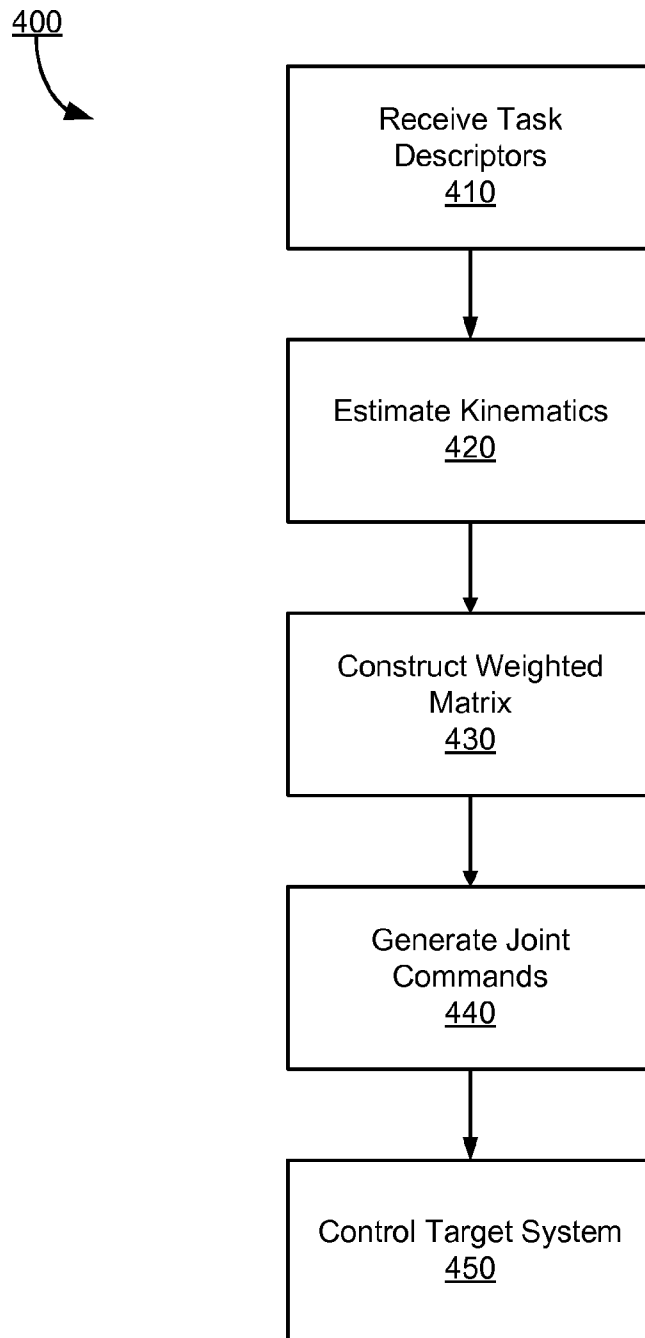 400
Receive Task
Descriptors
410
Estimate Kinematics
420
Construct Weighted
Matrix
430
Generate Joint
Commands
440
Control Target System
450